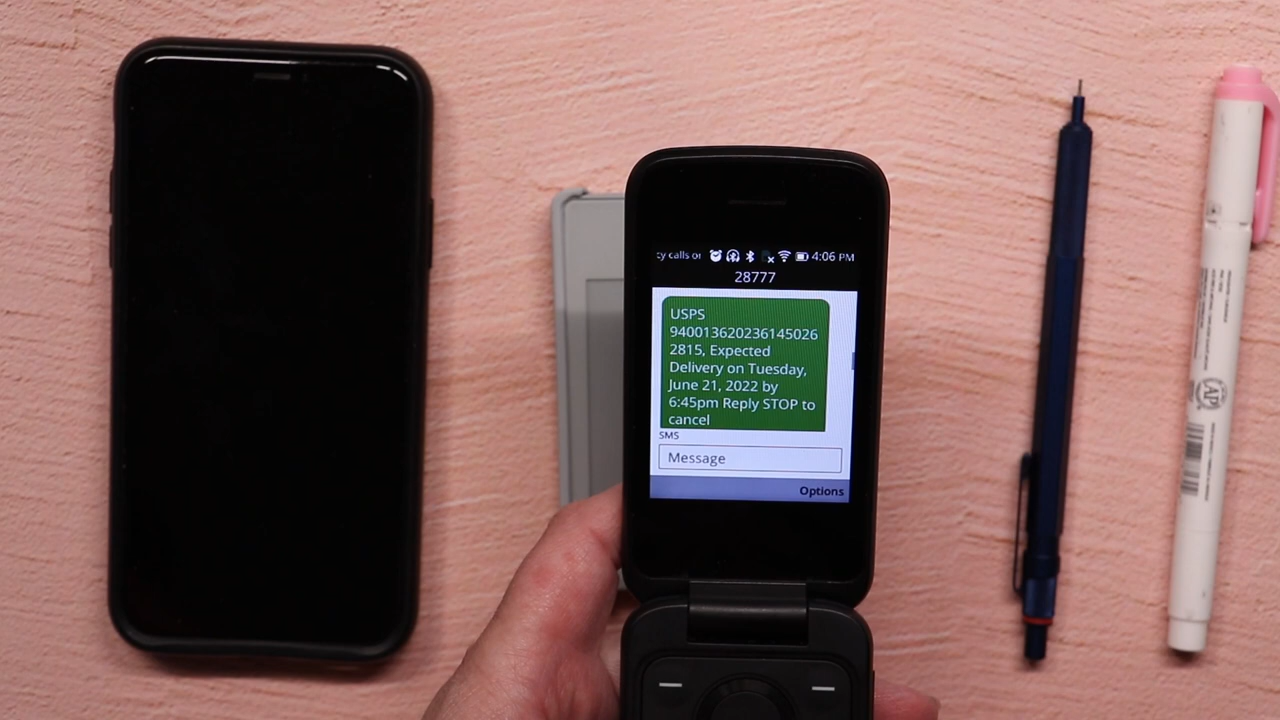 cy calls or 4:06 PM
28777
USPS
940013620236145026
2815, Expected
Delivery on Tuesday,
June 21, 2022 by
6:45pm Reply STOP to
cancel
SMS
Message
Options
AP